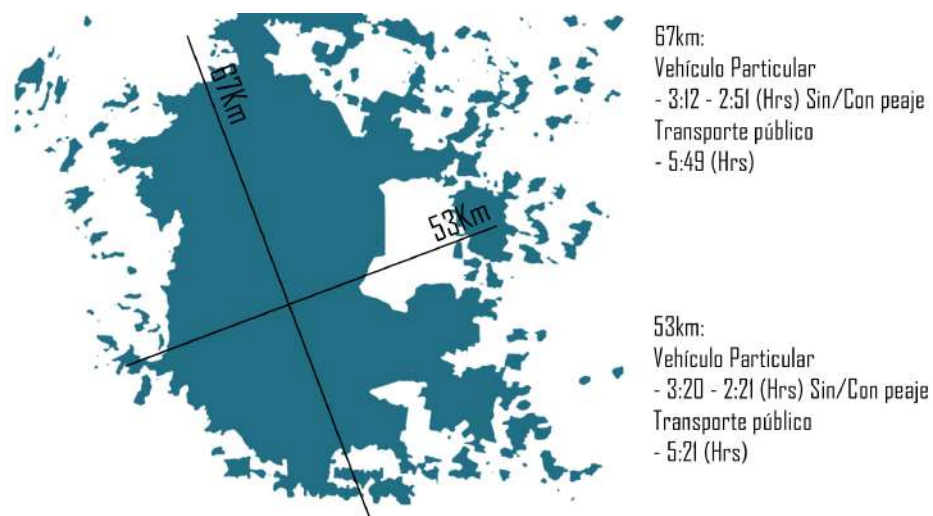 67Km
53Km
67km:
Vehículo Particular
- 3:12 - 2:51 (Hrs) Sin/Con peaje
Transporte público
- 5:49 (Hrs)
53km:
Vehículo Particular
- 3:20 - 2:21 (Hrs) Sin/Con peaje
Transporte público
- 5:21 (Hrs)